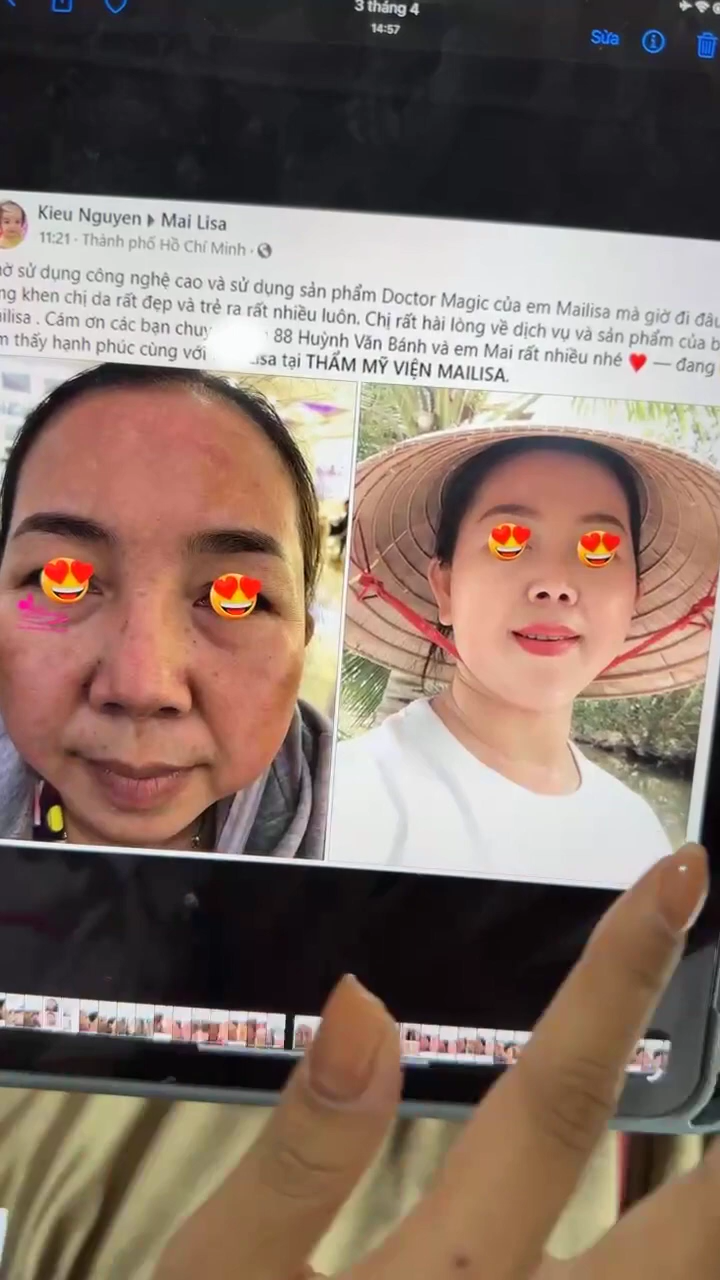 3 tháng 4
14:57
Sửa
Kieu Nguyen ▸ Mai Lisa
11:21 · Thành phố Hồ Chí Minh ·
sử dụng công nghệ cao và sử dụng sản phẩm Doctor Magic của em Mailisa mà giờ đi đâu
khen chị da rất đẹp và trẻ ra rất nhiều luôn. Chị rất hài lòng về dịch vụ và sản phẩm của
. Cám ơn các bạn 88 Huỳnh Văn Bánh và em Mai rất nhiều nhé ❤️ — đang
thấy hạnh phúc cùng với tại THẨM MỸ VIỆN MAILISA.